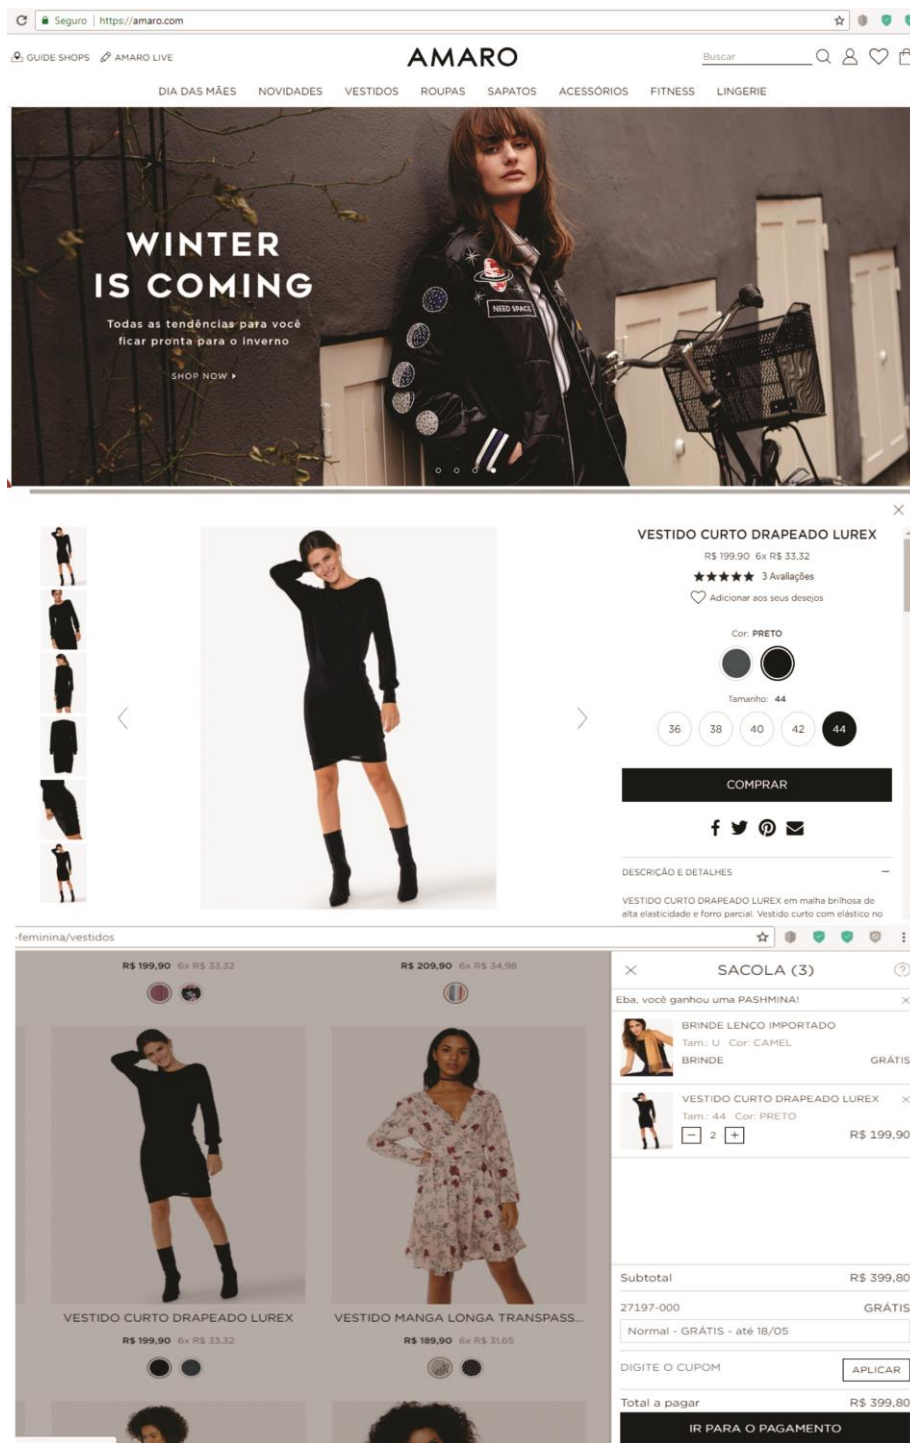 Seguro | https://amaro.com
GUIDE SHOPS AMARO LIVE
AMARO
Buscar
DIA DAS MÃES NOVIDADES VESTIDOS ROUPAS SAPATOS ACESSÓRIOS FITNESS LINGERIE
WINTER
IS COMING
Todas as tendências para você
ficar pronta para o inverno
SHOP NOW
NEED SPACE
VESTIDO CURTO DRAPEADO LUREX
R$ 199,90 6x R$ 33,32
3 Avaliações
Adicionar aos seus desejos
Cor: PRETO
Tamanho: 44
36 38 40 42 44
COMPRAR
DESCRIÇÃO E DETALHES
VESTIDO CURTO DRAPEADO LUREX em malha brilhosa de
alta elasticidade e forro parcial. Vestido curto com elástico no
-feminina/vestidos
R$ 199,90 6x R$ 33,32
R$ 209,90 6x R$ 34,98
VESTIDO CURTO DRAPEADO LUREX
R$ 199,90 6x R$ 33,32
VESTIDO MANGA LONGA TRANSPASS...
R$ 189,90 6x R$ 31,65
SACOLA (3)
Eba, você ganhou uma PASHMINA!
BRINDE LENÇO IMPORTADO
Tam.: U Cor: CAMEL
BRINDE GRÁTIS
VESTIDO CURTO DRAPEADO LUREX
Tam.: 44 Cor: PRETO
2 R$ 199,90
Subtotal R$ 399,80
27197-000 GRÁTIS
Normal - GRÁTIS - até 18/05
DIGITE O CUPOM APLICAR
Total a pagar R$ 399,80
IR PARA O PAGAMENTO